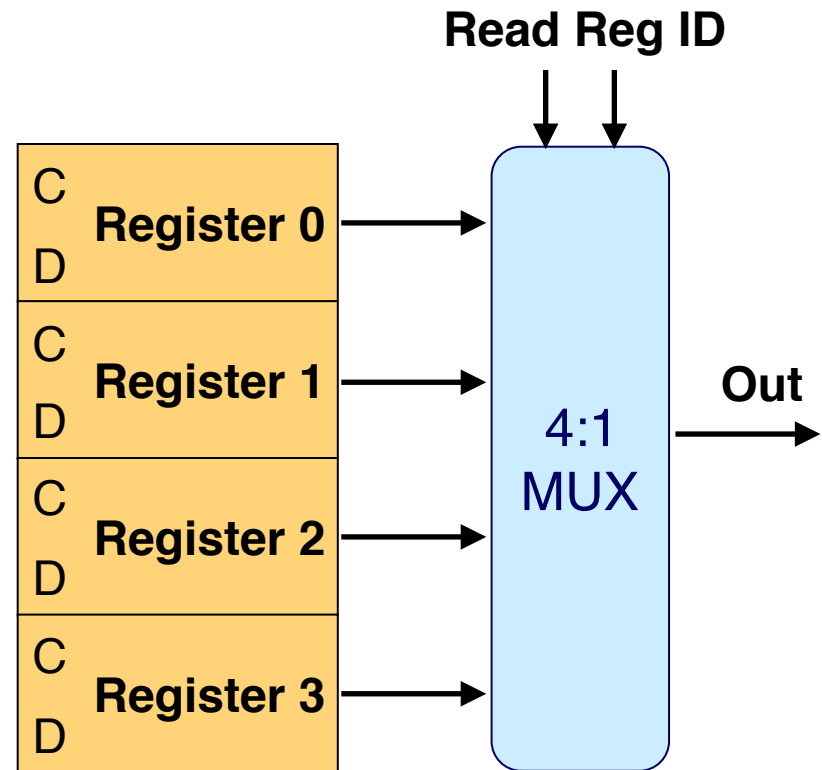 Read Reg ID
C
Register 0
D
C
Register 1
D
C
Register 2
D
C
Register 3
D
4:1
MUX
Out